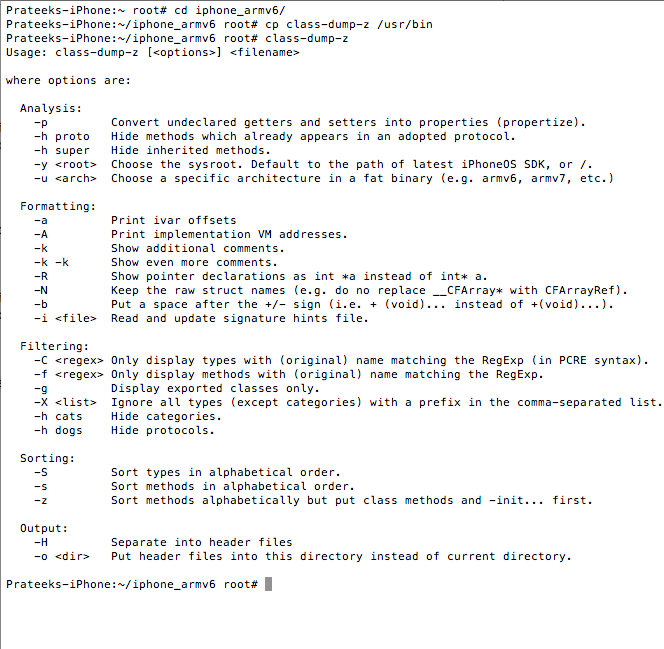 Prateeks-iPhone:~ root# cd iphone_armv6/
Prateeks-iPhone:~/iphone_armv6 root# cp class-dump-z /usr/bin
Prateeks-iPhone:~/iphone_armv6 root# class-dump-z
Usage: class-dump-z [<options>] <filename>
where options are:
Analysis:
-p Convert undeclared getters and setters into properties (propertize).
-h proto Hide methods which already appears in an adopted protocol.
-h super Hide inherited methods.
-y <root> Choose the sysroot. Default to the path of latest iPhoneOS SDK, or /.
-u <arch> Choose a specific architecture in a fat binary (e.g. armv6, armv7, etc.)
Formatting:
-a Print ivar offsets
-A Print implementation VM addresses.
-k Show additional comments.
-k -k Show even more comments.
-R Show pointer declarations as int *a instead of int* a.
-N Keep the raw struct names (e.g. do no replace __CFArray* with CFArrayRef).
-b Put a space after the +/- sign (i.e. + (void)... instead of +(void)...).
-i <file> Read and update signature hints file.
Filtering:
-C <regex> Only display types with (original) name matching the RegExp (in PCRE syntax).
-f <regex> Only display methods with (original) name matching the RegExp.
-g Display exported classes only.
-X <list> Ignore all types (except categories) with a prefix in the comma-separated list.
-h cats Hide categories.
-h dogs Hide protocols.
Sorting:
-S Sort types in alphabetical order.
-s Sort methods in alphabetical order.
-z Sort methods alphabetically but put class methods and -init... first.
Output:
-H Separate into header files
-o <dir> Put header files into this directory instead of current directory.
Prateeks-iPhone:~/iphone_armv6 root#